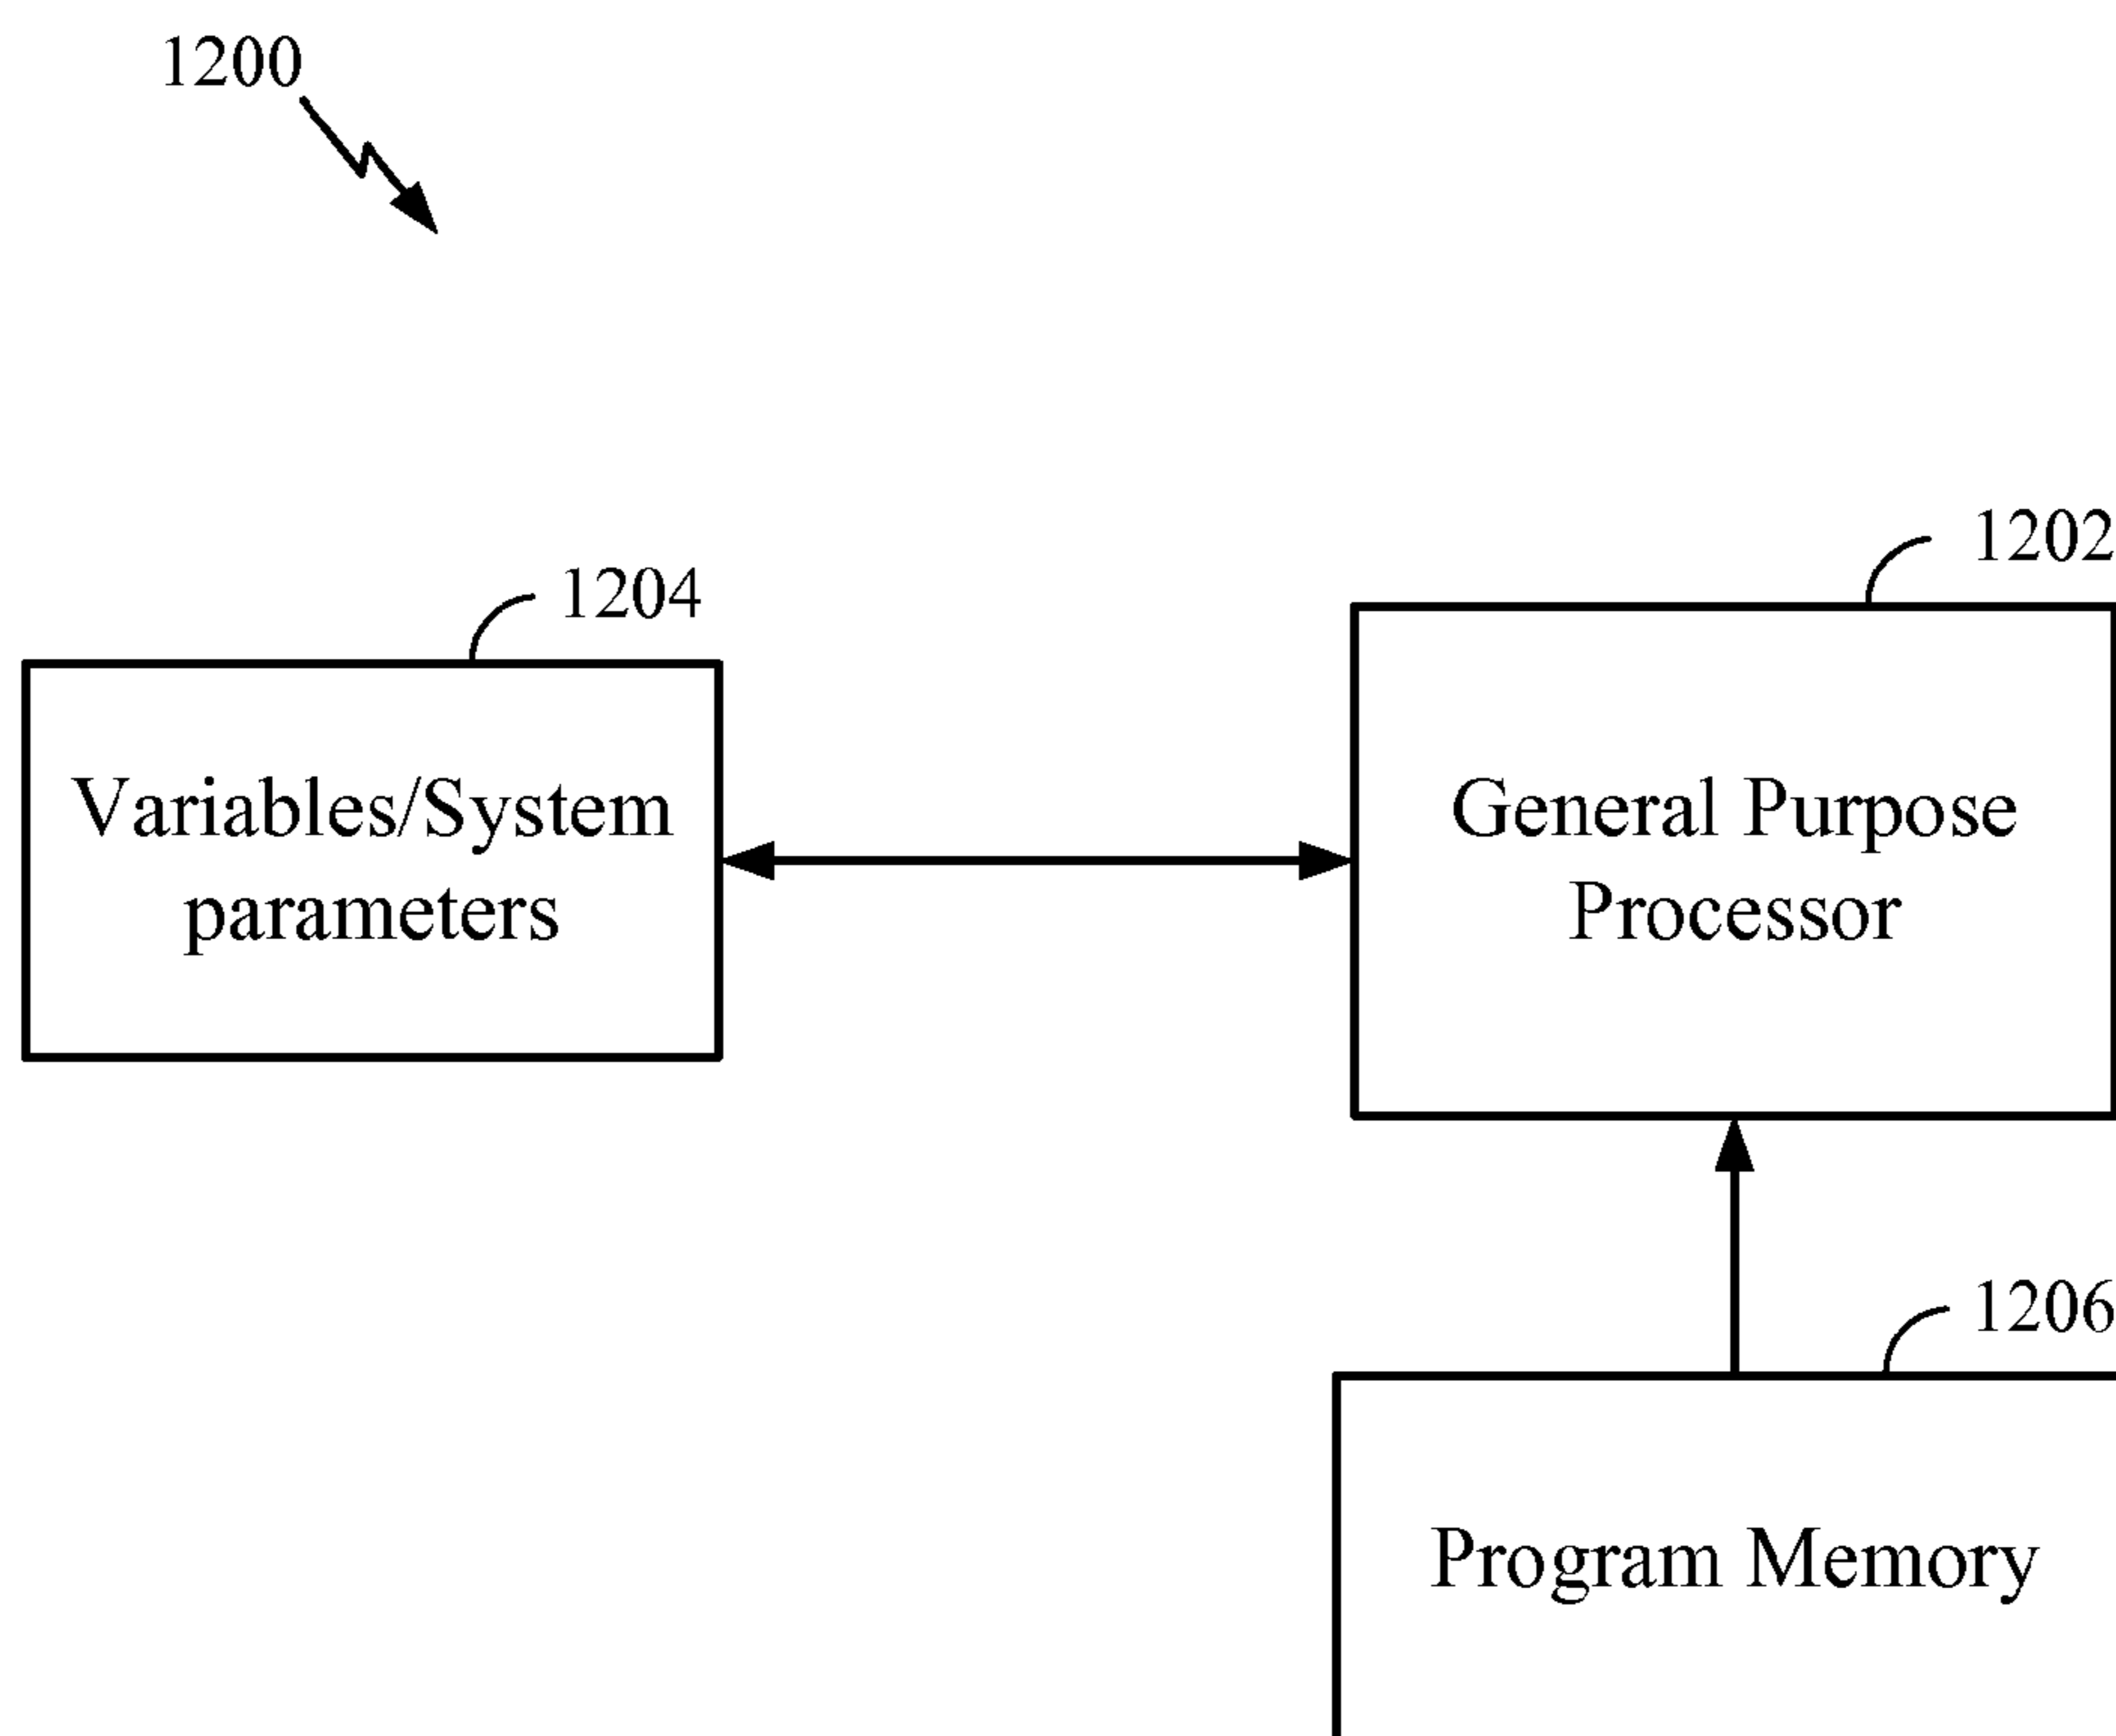 1200
1202
1204
Variables/System
parameters
General Purpose
Processor
1206
Program Memory